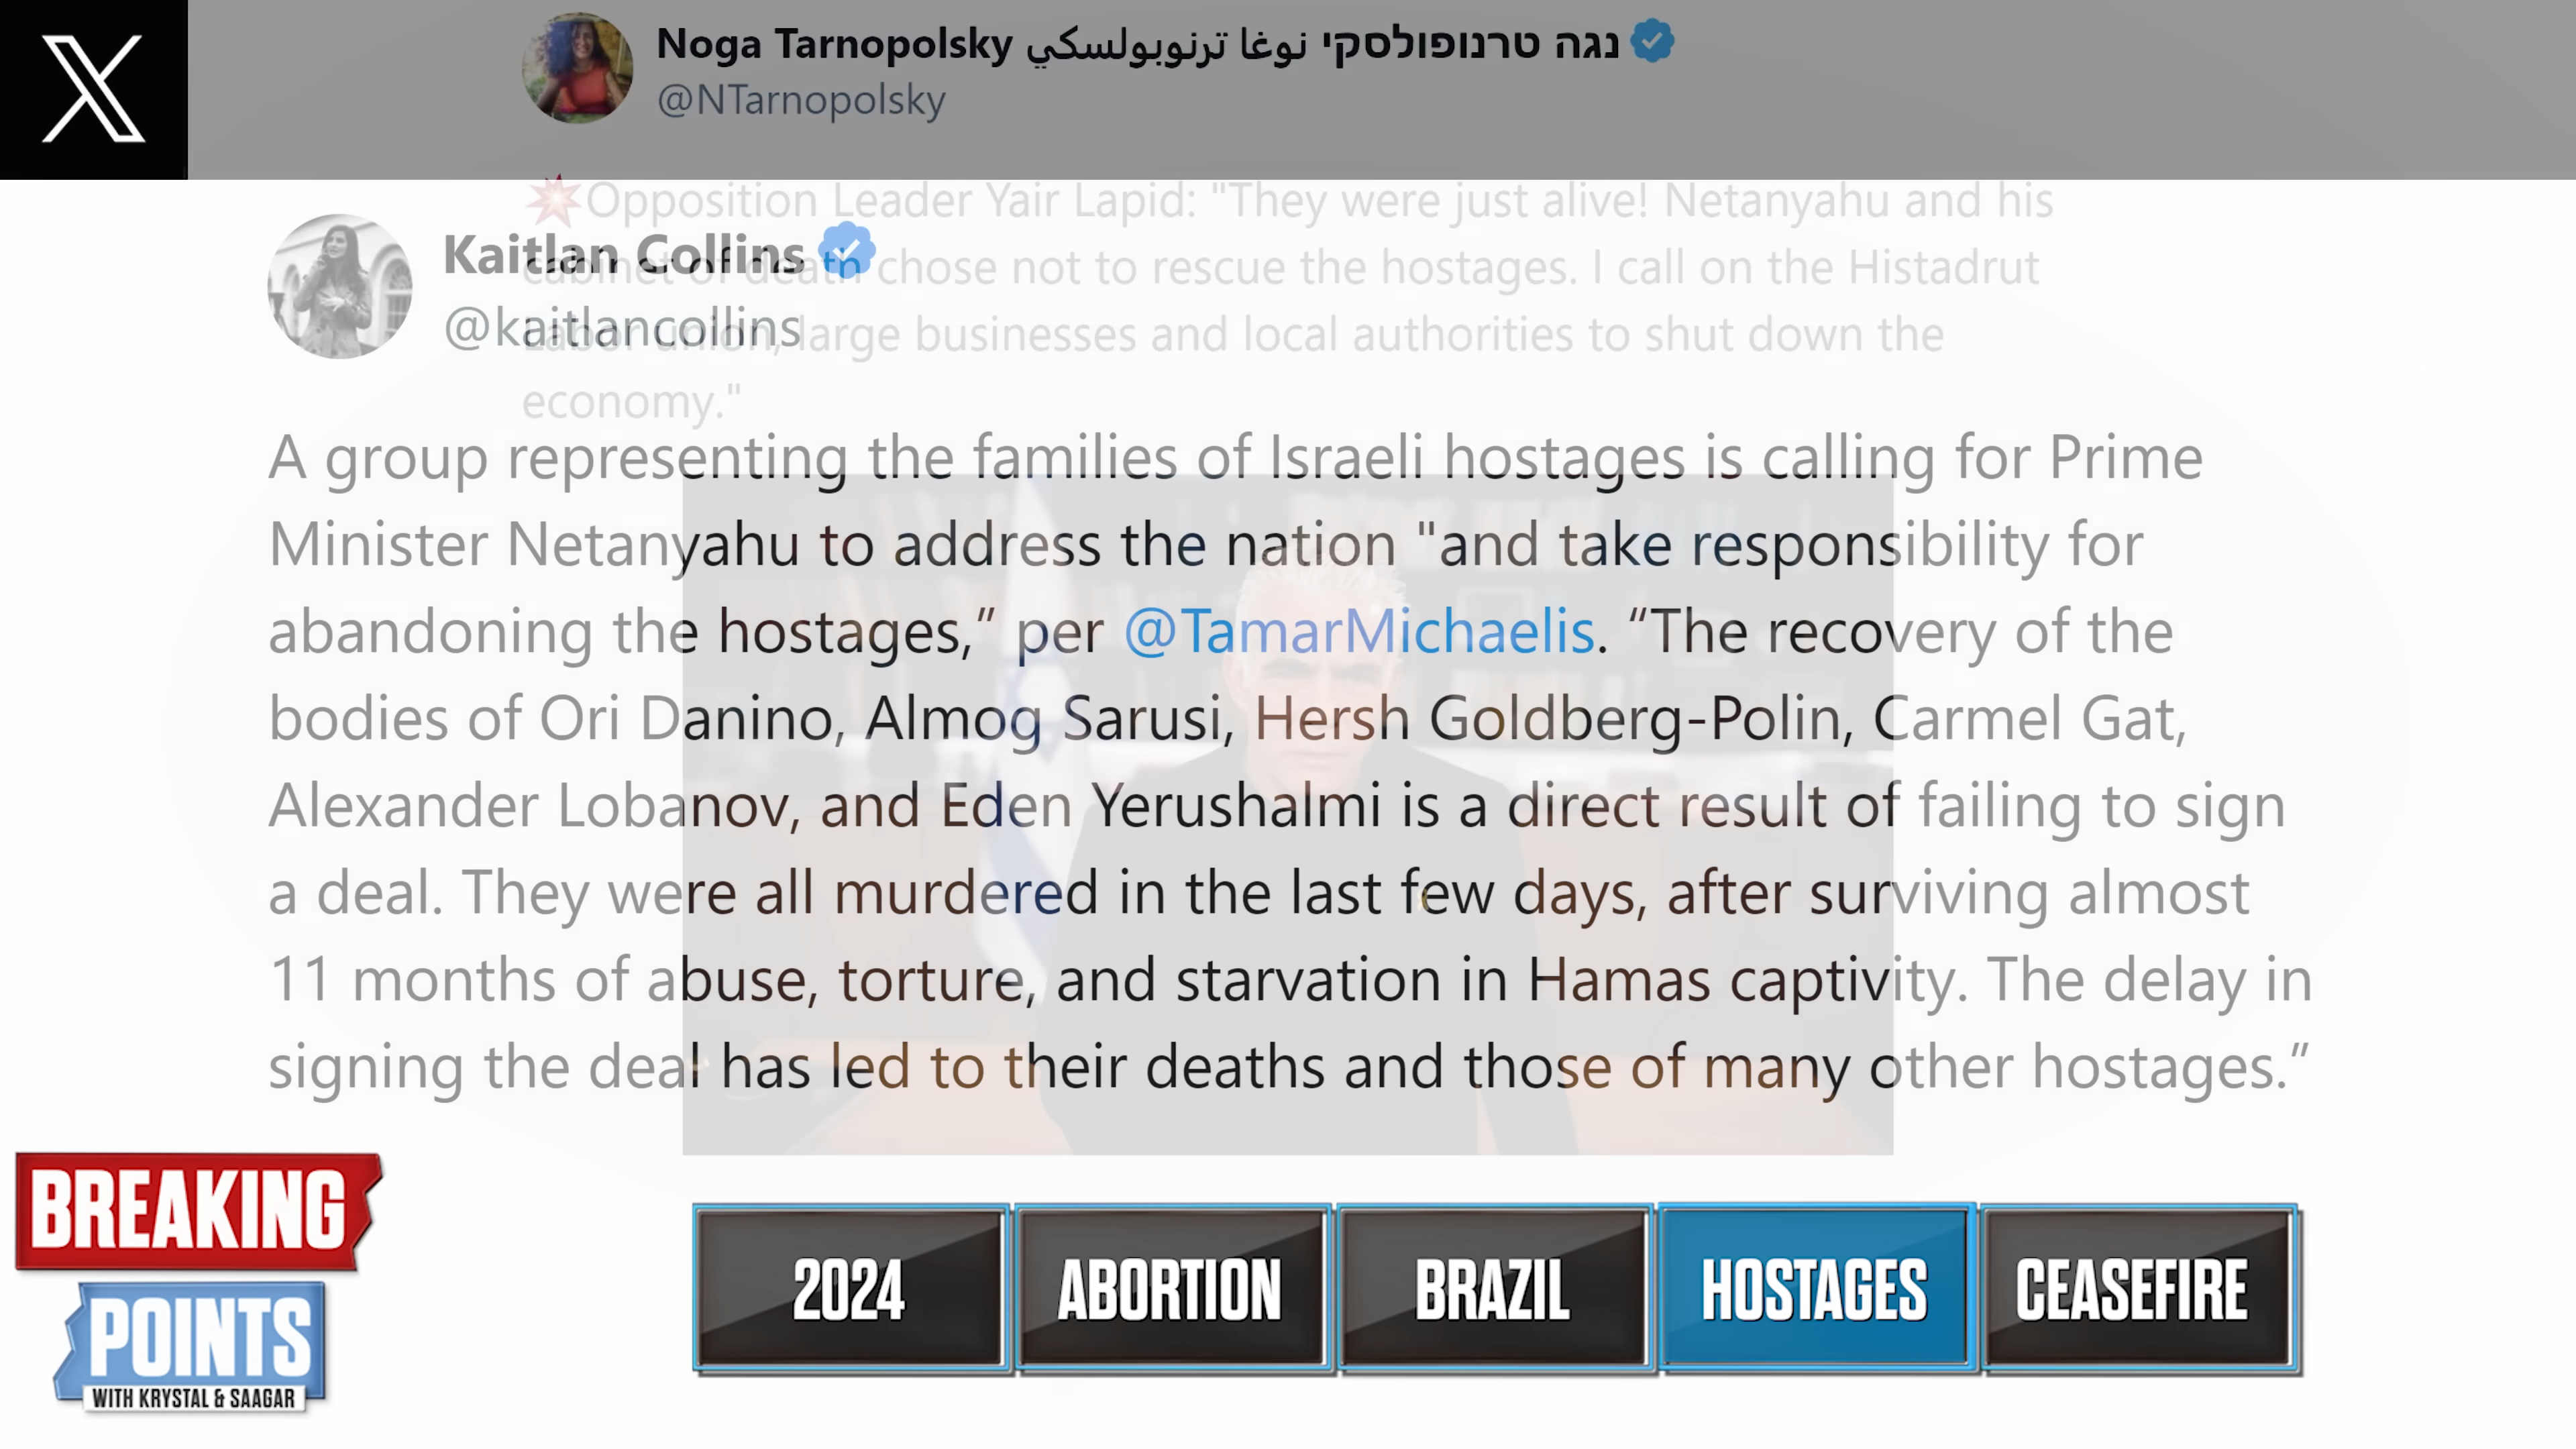 Noga Tarnopolsky نوغا ترنوبولسكي נגה טרנופולסקי
@NTarnopolsky
💥Opposition Leader Yair Lapid: "They were just alive! Netanyahu and his
cabinet of death chose not to rescue the hostages. I call on the Histadrut
Labor union, large businesses and local authorities to shut down the
economy."
Kaitlan Collins
@kaitlancollins
A group representing the families of Israeli hostages is calling for Prime
Minister Netanyahu to address the nation "and take responsibility for
abandoning the hostages,” per @TamarMichaelis. “The recovery of the
bodies of Ori Danino, Almog Sarusi, Hersh Goldberg-Polin, Carmel Gat,
Alexander Lobanov, and Eden Yerushalmi is a direct result of failing to sign
a deal. They were all murdered in the last few days, after surviving almost
11 months of abuse, torture, and starvation in Hamas captivity. The delay in
signing the deal has led to their deaths and those of many other hostages.”
BREAKING
POINTS
WITH KRYSTAL & SAAGAR
2024
ABORTION
BRAZIL
HOSTAGES
CEASEFIRE